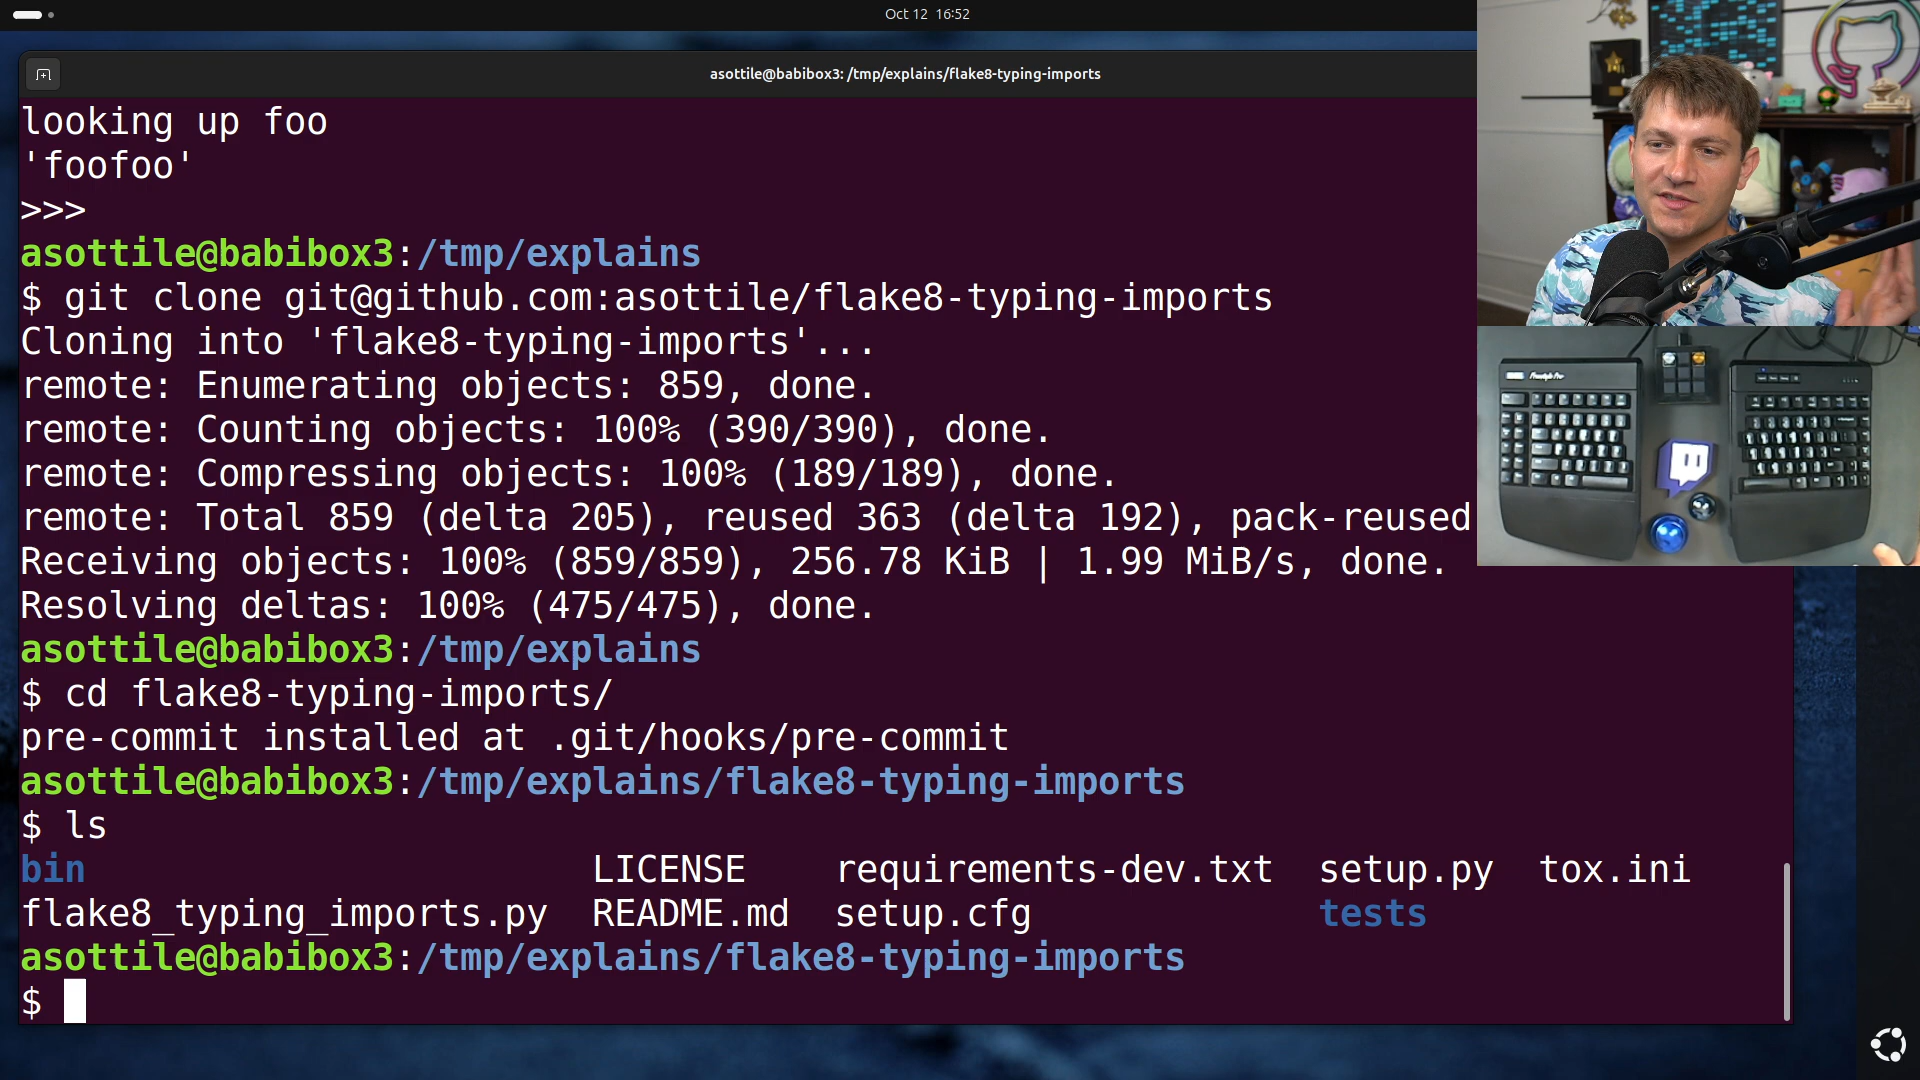 Oct 12 16:52
asottile@babibox3: /tmp/explains/flake8-typing-imports
looking up foo
'foofoo'
>>>
asottile@babibox3:/tmp/explains
$ git clone git@github.com:asottile/flake8-typing-imports
Cloning into 'flake8-typing-imports'...
remote: Enumerating objects: 859, done.
remote: Counting objects: 100% (390/390), done.
remote: Compressing objects: 100% (189/189), done.
remote: Total 859 (delta 205), reused 363 (delta 192), pack-reused
Receiving objects: 100% (859/859), 256.78 KiB | 1.99 MiB/s, done.
Resolving deltas: 100% (475/475), done.
asottile@babibox3:/tmp/explains
$ cd flake8-typing-imports/
pre-commit installed at .git/hooks/pre-commit
asottile@babibox3:/tmp/explains/flake8-typing-imports
$ ls
bin LICENSE requirements-dev.txt setup.py tox.ini
flake8_typing_imports.py README.md setup.cfg tests
asottile@babibox3:/tmp/explains/flake8-typing-imports
$
Freestyle Pro